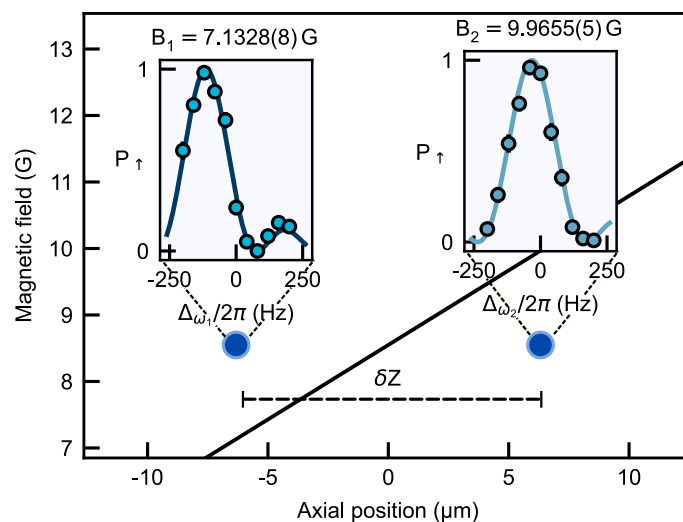 B₁ = 7.1328(8) G
B₂ = 9.9655(5) G
13
12
11
10
9
8
7
Magnetic field (G)
1
P↑
0
-250
0
250
Δω₁/2π (Hz)
1
P↑
0
-250
0
250
Δω₂/2π (Hz)
δZ
-10
-5
0
5
10
Axial position (μm)